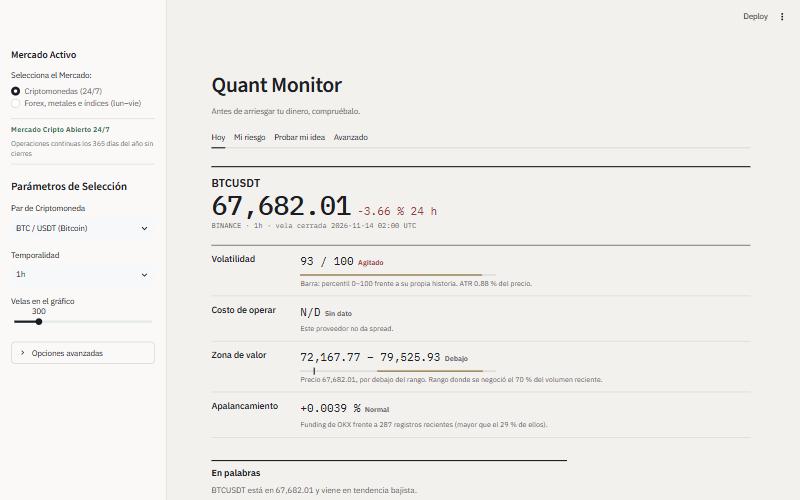 Deploy
Mercado Activo
Selecciona el Mercado:
Criptomonedas (24/7)
Forex, metales e índices (lun–vie)
Mercado Cripto Abierto 24/7
Operaciones continuas los 365 días del año sin
cierres
Parámetros de Selección
Par de Criptomoneda
BTC / USDT (Bitcoin)
Temporalidad
1h
Velas en el gráfico
300
Opciones avanzadas
Quant Monitor
Antes de arriesgar tu dinero, compruébalo.
Hoy Mi riesgo Probar mi idea Avanzado
BTCUSDT
67,682.01 -3.66 % 24 h
BINANCE · 1h · vela cerrada 2026-11-14 02:00 UTC
Volatilidad 93 / 100 Agitado
Barra: percentil 0–100 frente a su propia historia. ATR 0.88 % del precio.
Costo de operar N/D Sin dato
Este proveedor no da spread.
Zona de valor 72,167.77 – 79,525.93 Debajo
Precio 67,682.01, por debajo del rango. Rango donde se negoció el 70 % del volumen reciente.
Apalancamiento +0.0039 % Normal
Funding de OKX frente a 287 registros recientes (mayor que el 29 % de ellos).
En palabras
BTCUSDT está en 67,682.01 y viene en tendencia bajista.